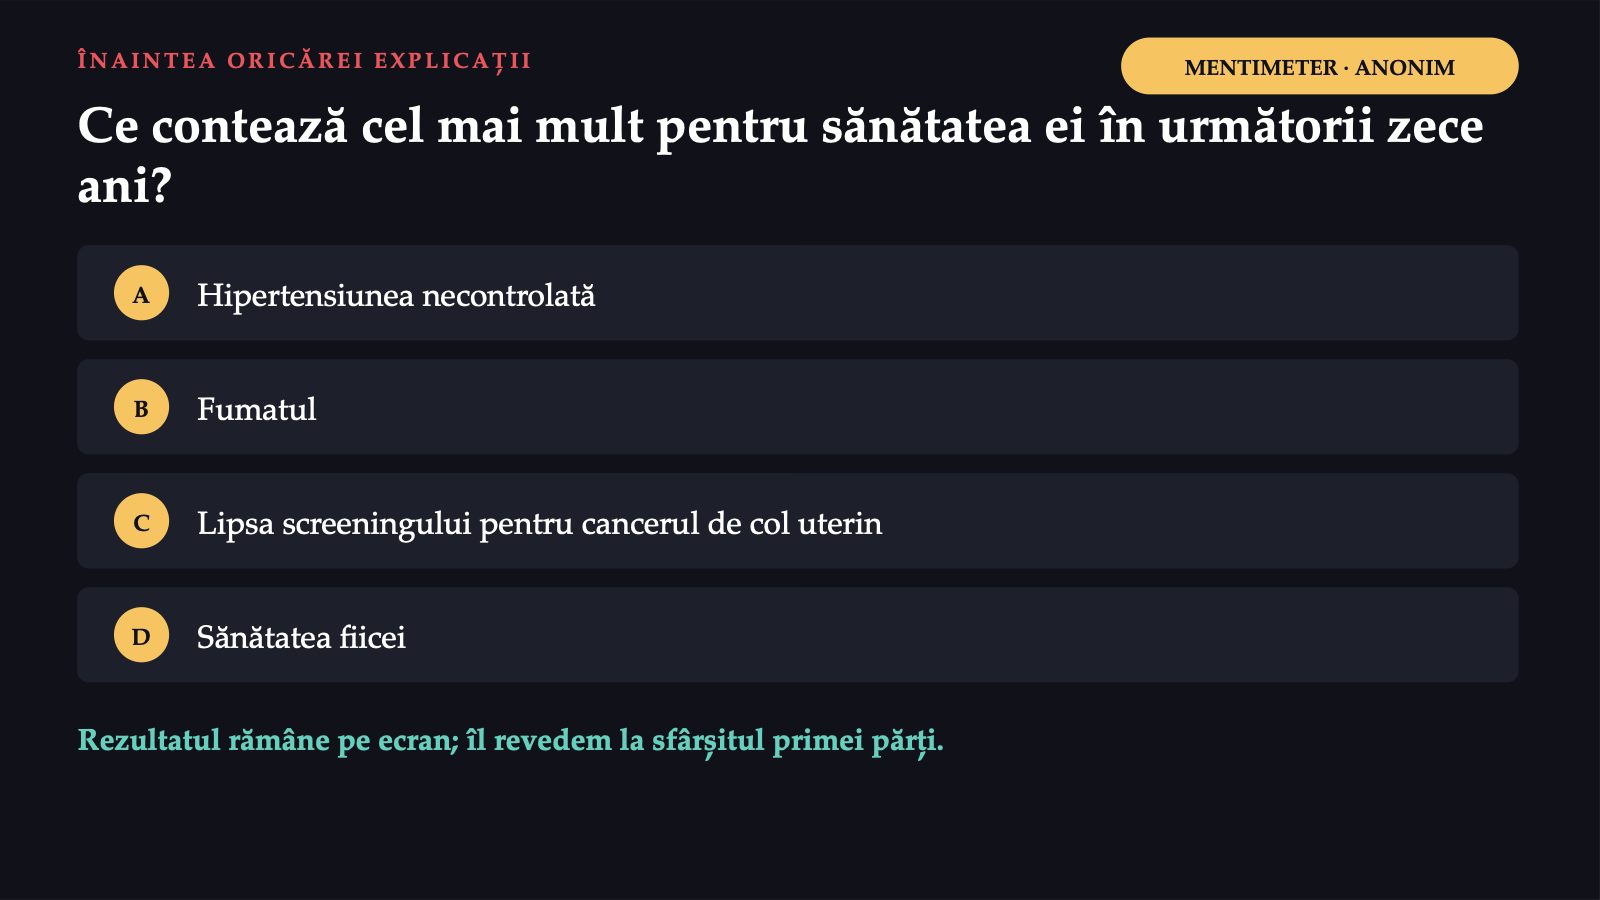 ÎNAINTEA ORICĂREI EXPLICAȚII
MENTIMETER · ANONIM
Ce contează cel mai mult pentru sănătatea ei în următorii zece
ani?
A Hipertensiunea necontrolată
B Fumatul
C Lipsa screeningului pentru cancerul de col uterin
D Sănătatea fiicei
Rezultatul rămâne pe ecran; îl revedem la sfârșitul primei părți.